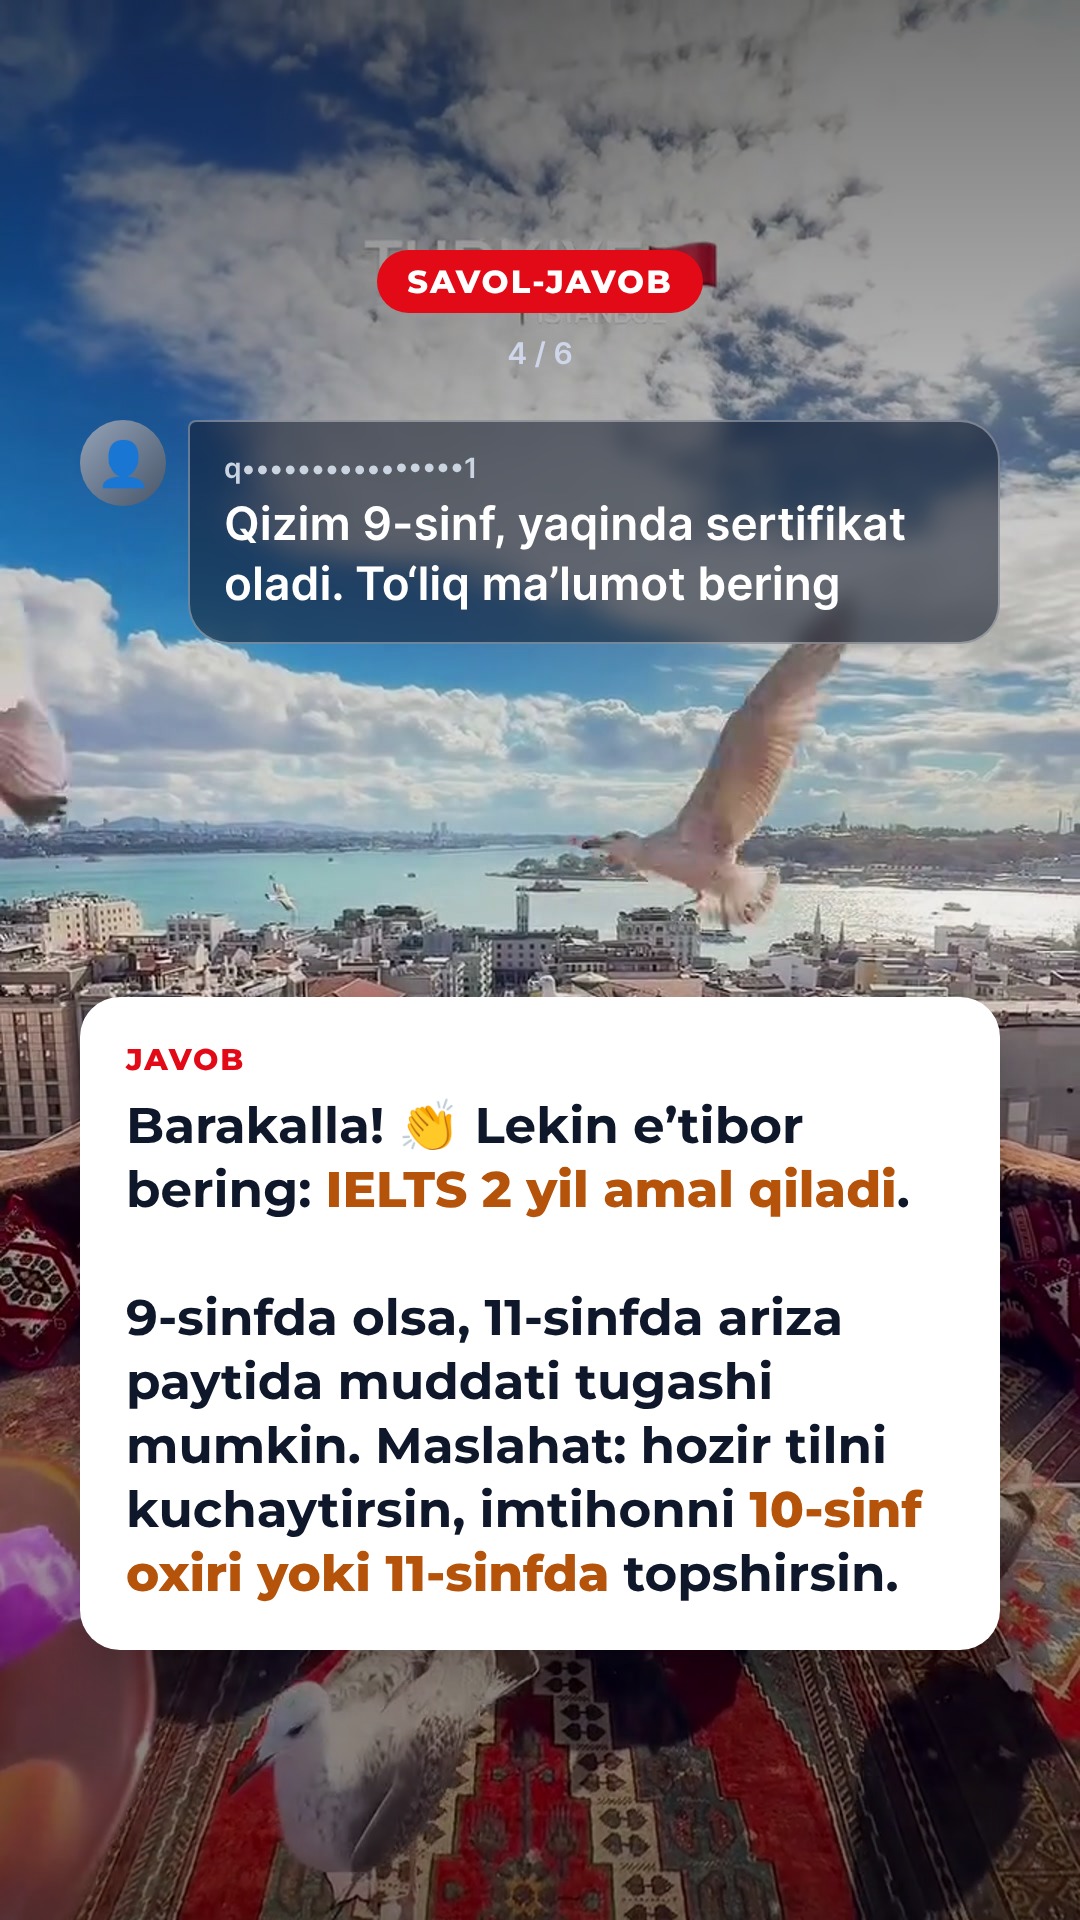 SAVOL-JAVOB
4 / 6
q••••••••••••••••1
Qizim 9-sinf, yaqinda sertifikat
oladi. To‘liq ma’lumot bering
JAVOB
Barakalla! 👏 Lekin e’tibor
bering: IELTS 2 yil amal qiladi.
9-sinfda olsa, 11-sinfda ariza
paytida muddati tugashi
mumkin. Maslahat: hozir tilni
kuchaytirsin, imtihonni 10-sinf
oxiri yoki 11-sinfda topshirsin.